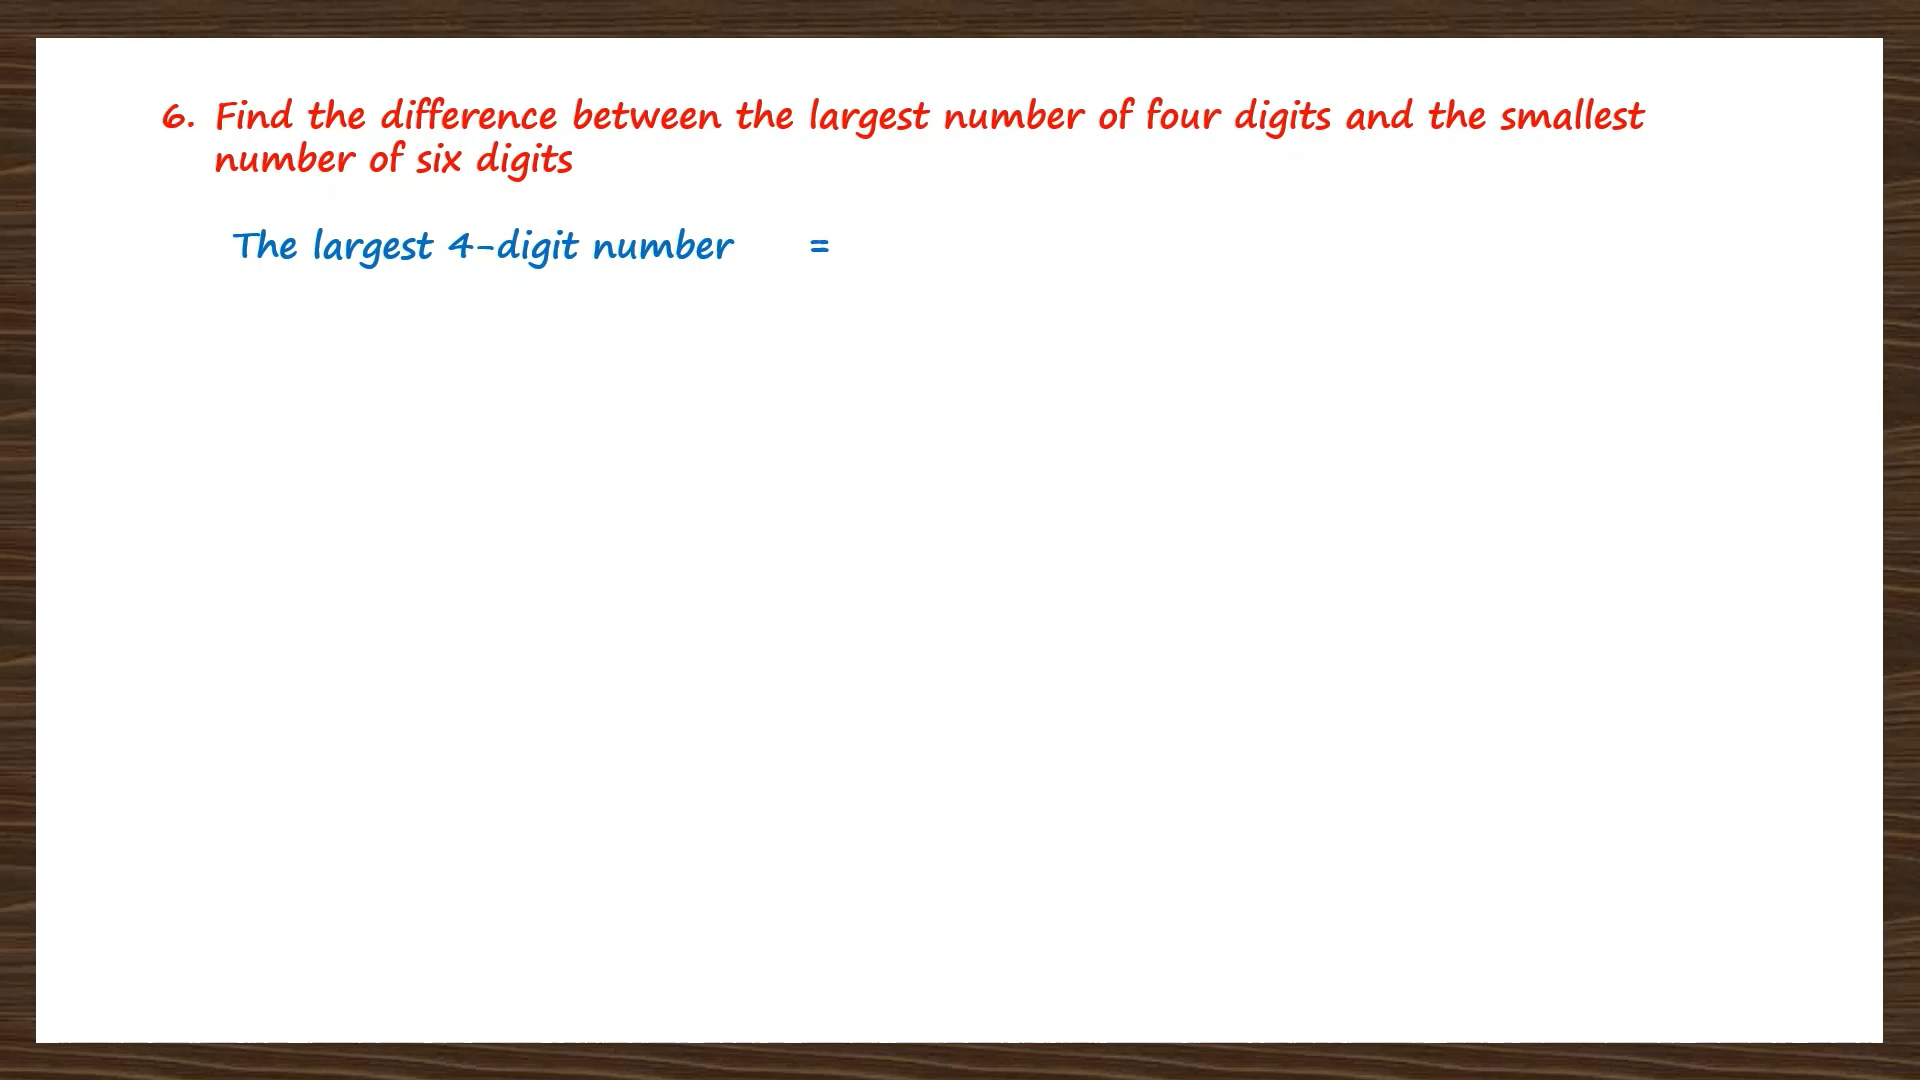 6. Find the difference between the largest number of four digits and the smallest
number of six digits
The largest 4-digit number =